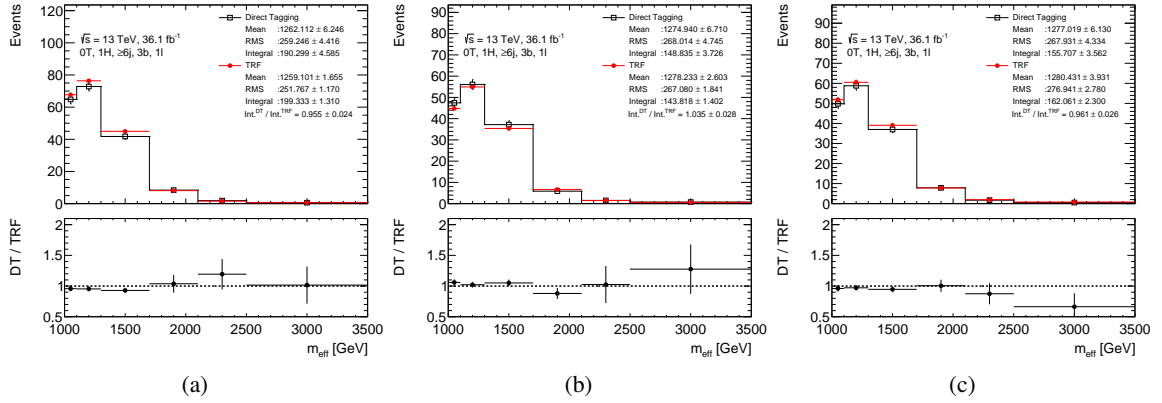 Events
120
100
80
60
40
20
0
√s = 13 TeV, 36.1 fb⁻¹
0T, 1H, ≥6j, 3b, 1l
Direct Tagging
Mean :1262.112 ± 6.246
RMS :259.246 ± 4.416
Integral :190.299 ± 4.585
TRF
Mean :1259.101 ± 1.655
RMS :251.767 ± 1.170
Integral :199.333 ± 1.310
Int.DT / Int.TRF = 0.955 ± 0.024
DT / TRF
2
1.5
1
0.5
1000 1500 2000 2500 3000 3500
m_eff [GeV]
(a)
Events
90
80
70
60
50
40
30
20
10
0
√s = 13 TeV, 36.1 fb⁻¹
0T, 1H, ≥6j, 3b, 1l
Direct Tagging
Mean :1274.940 ± 6.710
RMS :268.014 ± 4.745
Integral :148.835 ± 3.726
TRF
Mean :1278.233 ± 2.603
RMS :267.080 ± 1.841
Integral :143.818 ± 1.402
Int.DT / Int.TRF = 1.035 ± 0.028
DT / TRF
2
1.5
1
0.5
1000 1500 2000 2500 3000 3500
m_eff [GeV]
(b)
Events
90
80
70
60
50
40
30
20
10
0
√s = 13 TeV, 36.1 fb⁻¹
0T, 1H, ≥6j, 3b, 1l
Direct Tagging
Mean :1277.019 ± 6.130
RMS :267.931 ± 4.334
Integral :155.707 ± 3.562
TRF
Mean :1280.431 ± 3.931
RMS :276.941 ± 2.780
Integral :162.061 ± 2.300
Int.DT / Int.TRF = 0.961 ± 0.026
DT / TRF
2
1.5
1
0.5
1000 1500 2000 2500 3000 3500
m_eff [GeV]
(c)